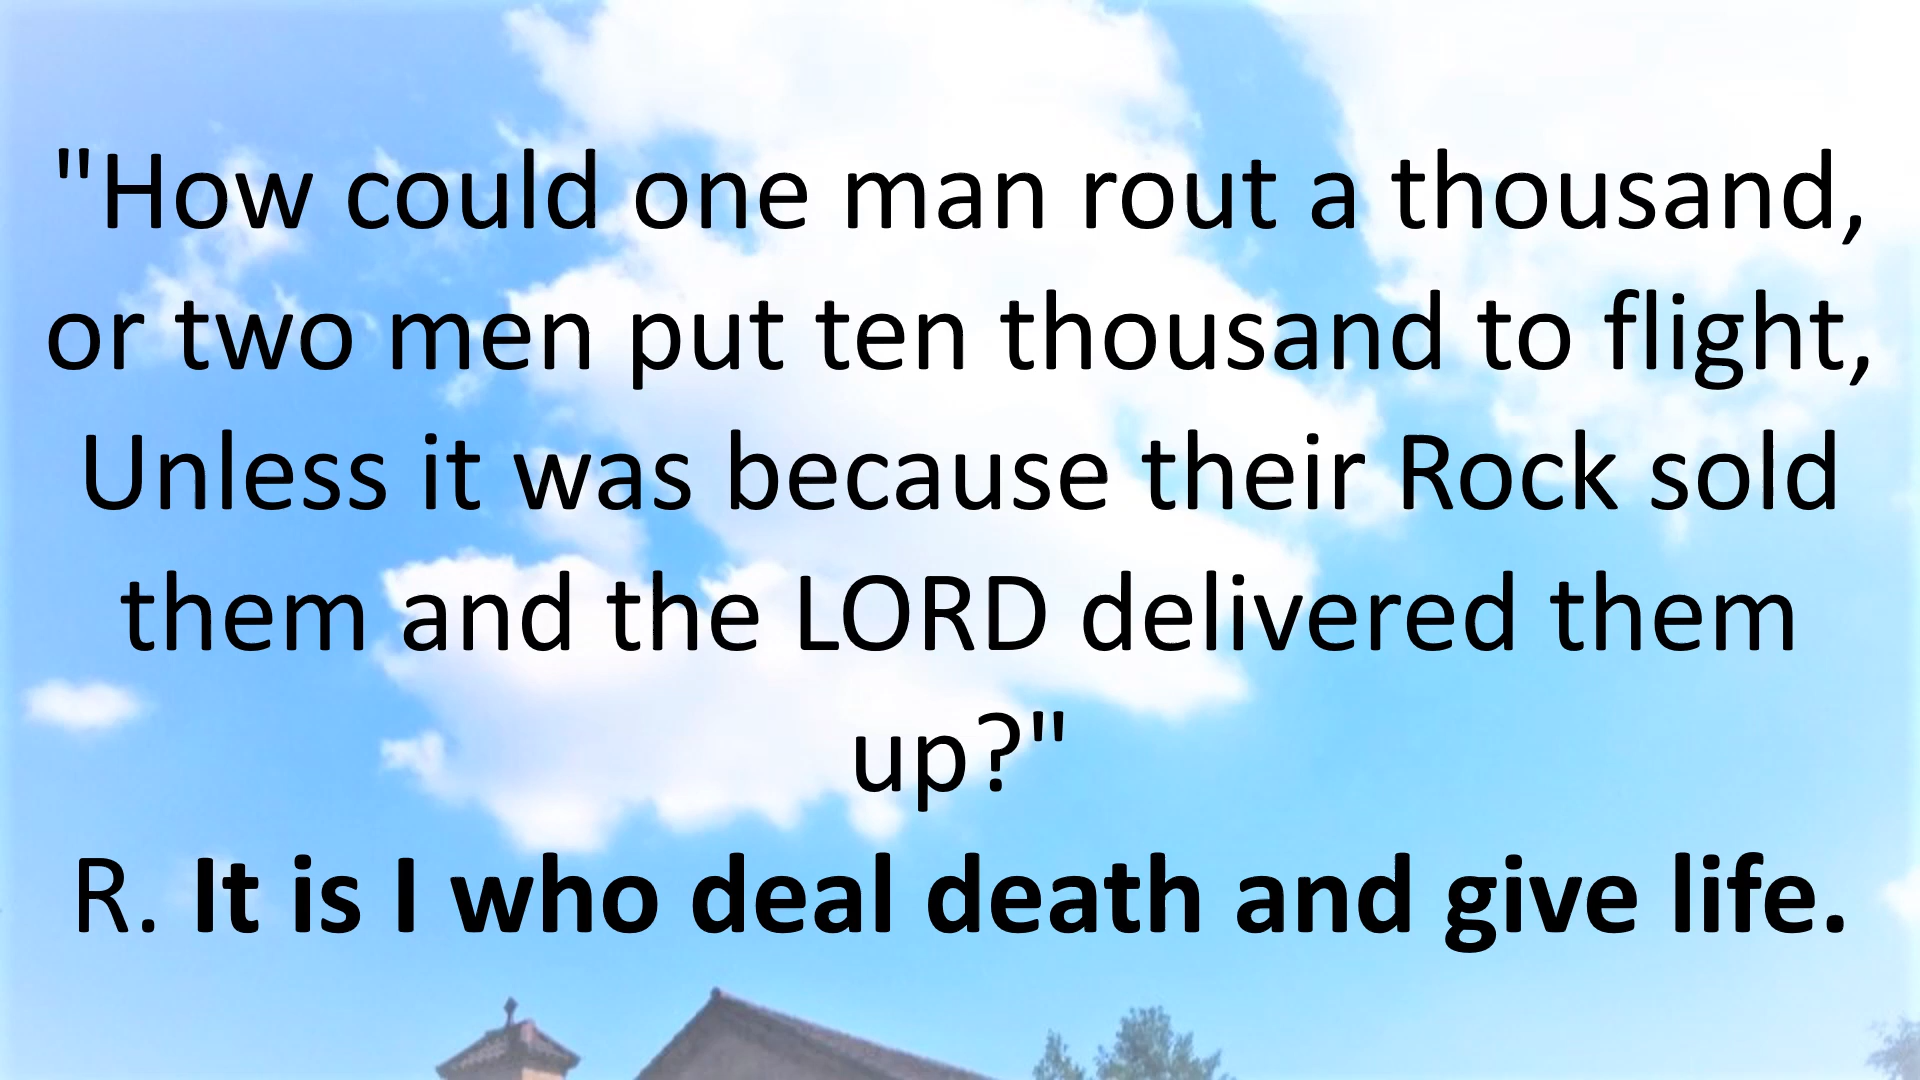 "How could one man rout a thousand,
or two men put ten thousand to flight,
Unless it was because their Rock sold
them and the LORD delivered them
up?"
R. It is I who deal death and give life.